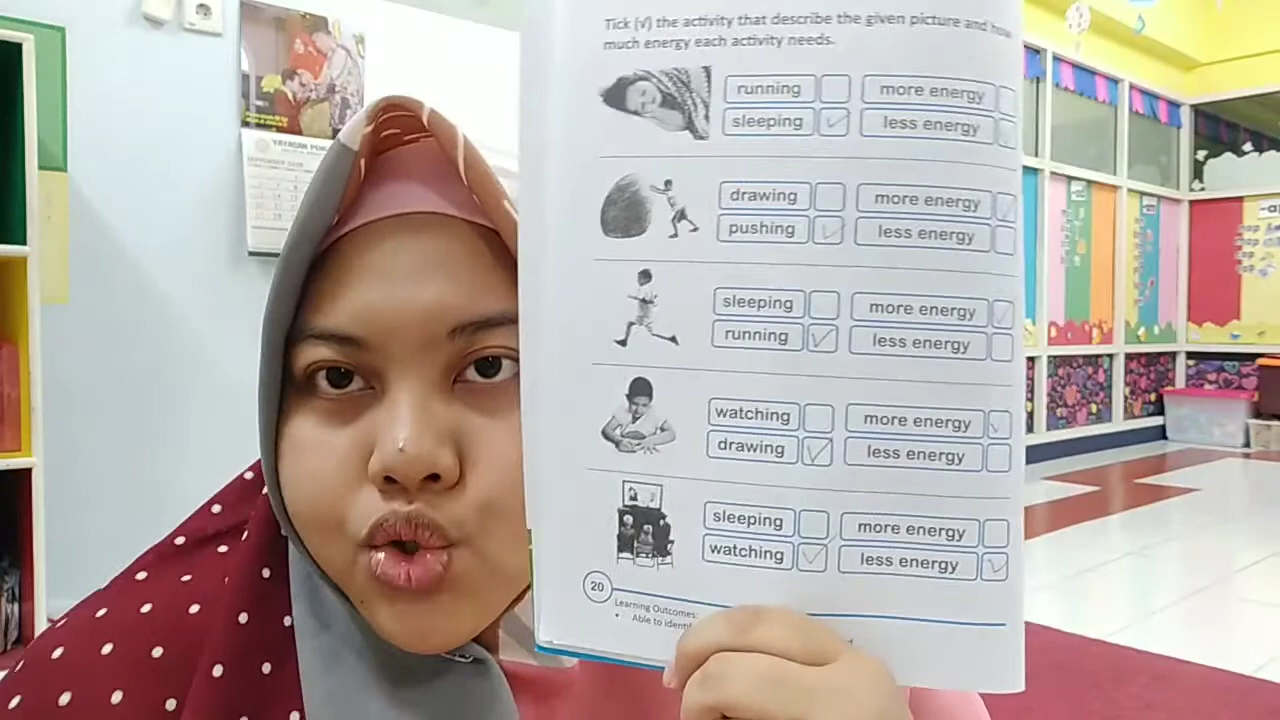 Tick (√) the activity that describe the given picture and how
much energy each activity needs.
running more energy
sleeping ✓ less energy
drawing more energy ✓
pushing ✓ less energy
sleeping more energy ✓
running ✓ less energy
watching more energy ✓
drawing ✓ less energy
sleeping more energy
watching ✓ less energy ✓
20
Learning Outcomes:
• Able to
YAYASAN
SEPTEMBER